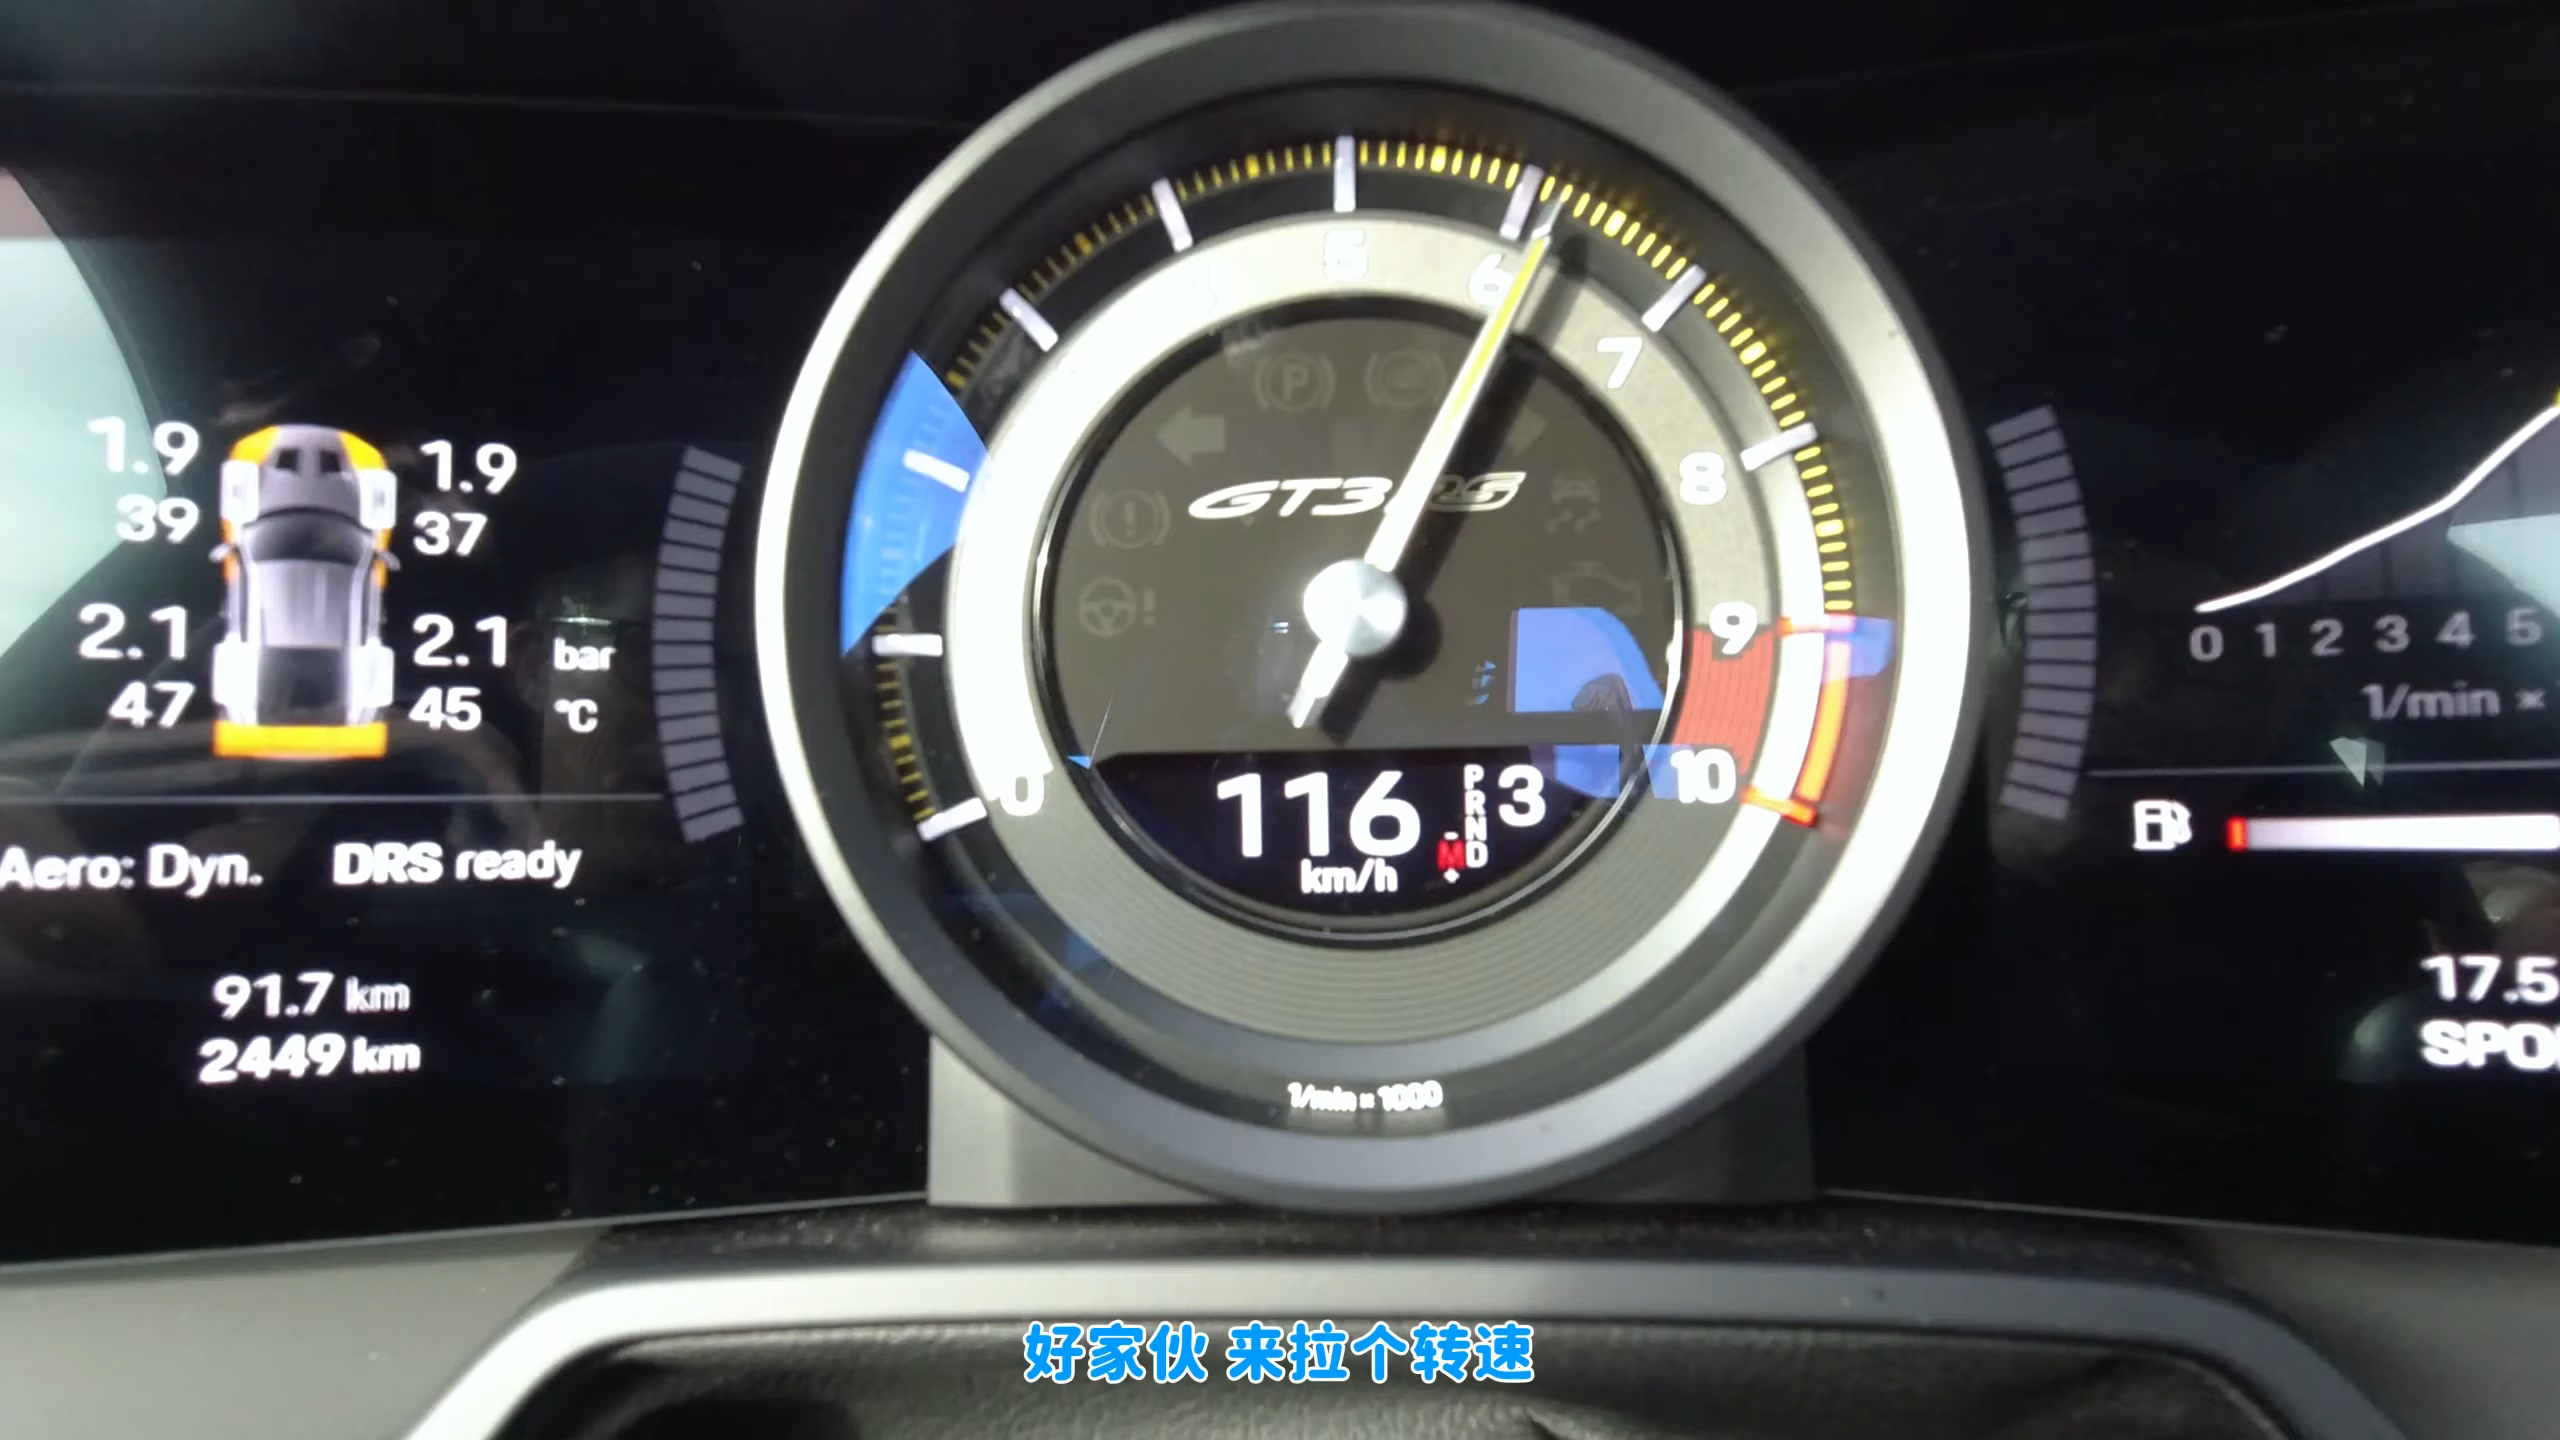 1.9 1.9
39 37
2.1 2.1 bar
47 45 °C
Aero: Dyn. DRS ready
91.7 km
2449 km
5
6
7
8
9
10
0
GT3 RS
P
R
N
D
M
3
116
km/h
1/min × 1000
0 1 2 3 4 5
1/min ×
17.5
SPO
好家伙 来拉个转速